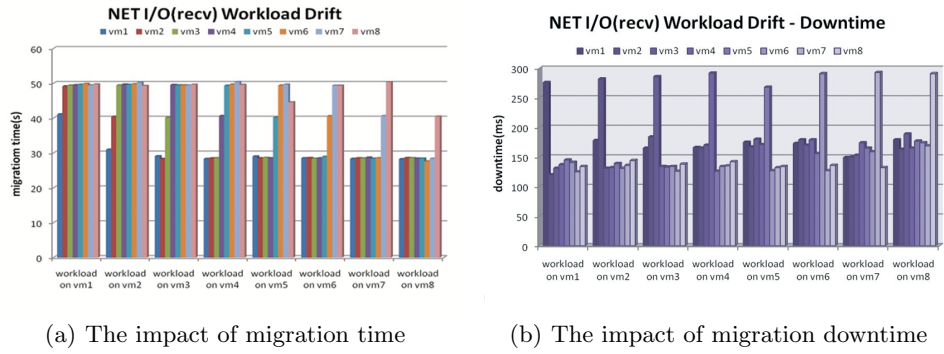 NET I/O(recv) Workload Drift
vm1 vm2 vm3 vm4 vm5 vm6 vm7 vm8
migratiom time(s)
60
50
40
30
20
10
0
workload on vm1
workload on vm2
workload on vm3
workload on vm4
workload on vm5
workload on vm6
workload on vm7
workload on vm8
(a) The impact of migration time
NET I/O(recv) Workload Drift - Downtime
vm1 vm2 vm3 vm4 vm5 vm6 vm7 vm8
downtime(ms)
300
250
200
150
100
50
0
workload on vm1
workload on vm2
workload on vm3
workload on vm4
workload on vm5
workload on vm6
workload on vm7
workload on vm8
(b) The impact of migration downtime